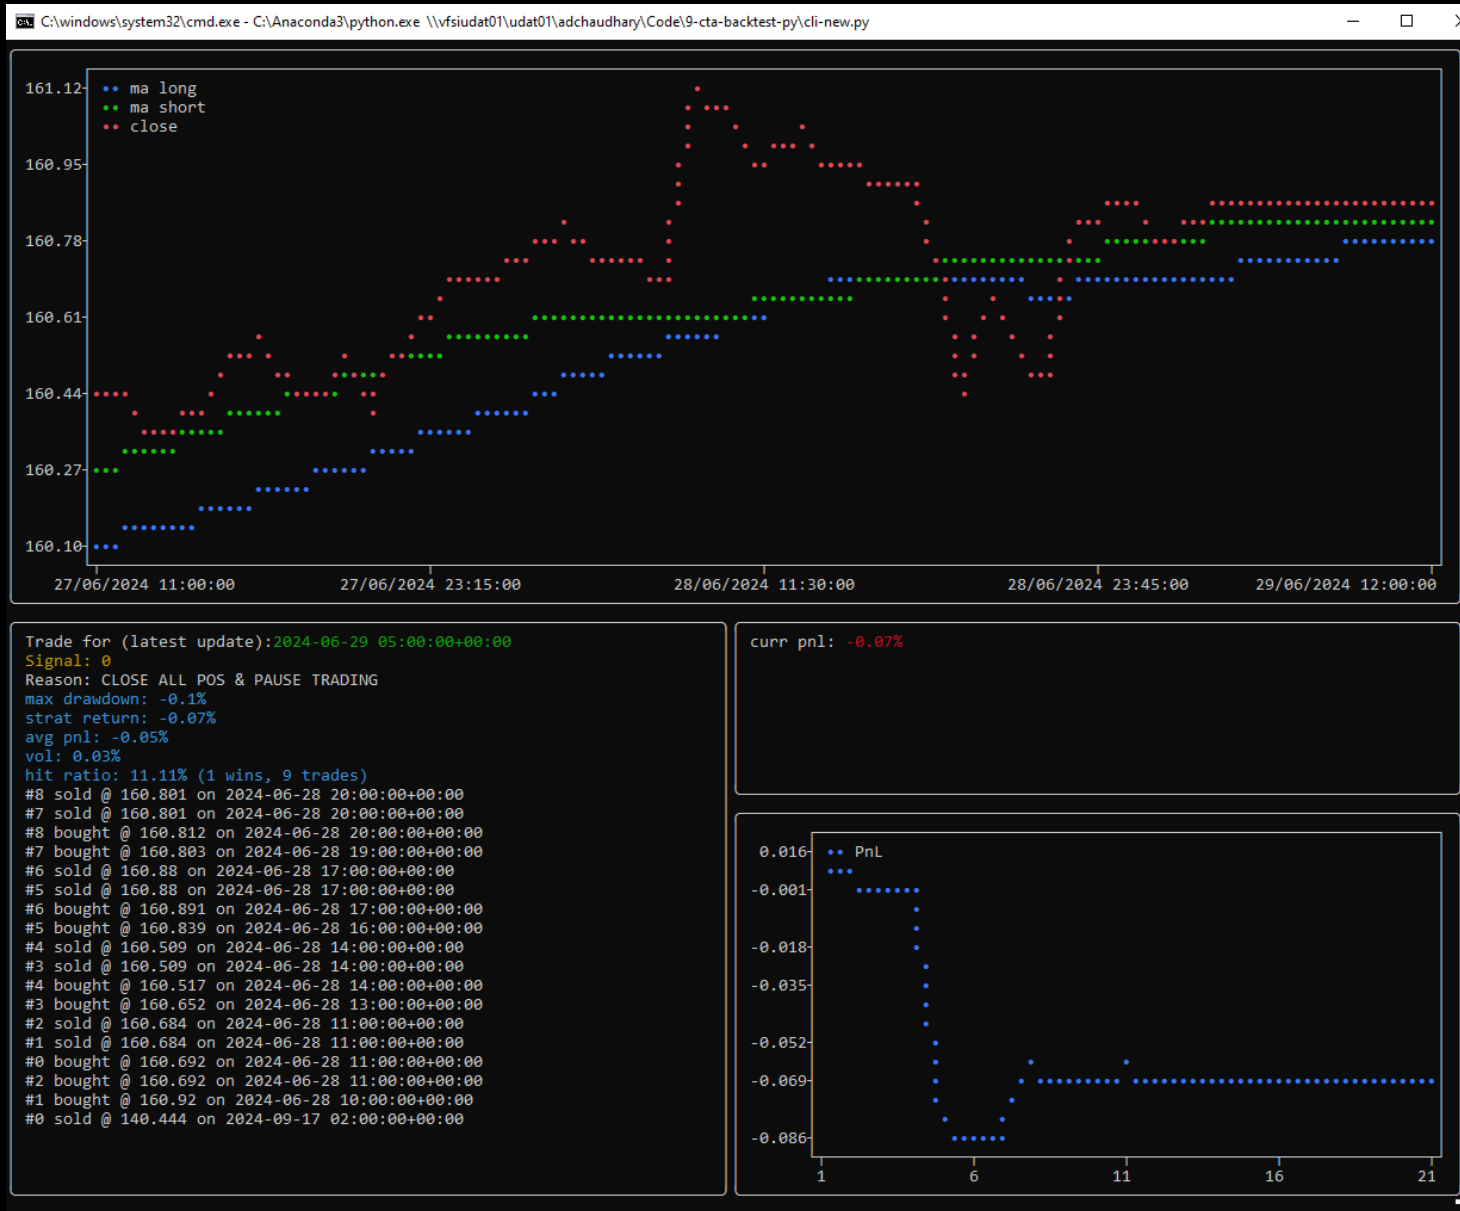 C:\windows\system32\cmd.exe - C:\Anaconda3\python.exe \\vfsiudat01\udat01\adchaudhary\Code\9-cta-backtest-py\cli-new.py
161.12
160.95
160.78
160.61
160.44
160.27
160.10
ma long
ma short
close
27/06/2024 11:00:00
27/06/2024 23:15:00
28/06/2024 11:30:00
28/06/2024 23:45:00
29/06/2024 12:00:00
Trade for (latest update):2024-06-29 05:00:00+00:00
Signal: 0
Reason: CLOSE ALL POS & PAUSE TRADING
max drawdown: -0.1%
strat return: -0.07%
avg pnl: -0.05%
vol: 0.03%
hit ratio: 11.11% (1 wins, 9 trades)
#8 sold @ 160.801 on 2024-06-28 20:00:00+00:00
#7 sold @ 160.801 on 2024-06-28 20:00:00+00:00
#8 bought @ 160.812 on 2024-06-28 20:00:00+00:00
#7 bought @ 160.803 on 2024-06-28 19:00:00+00:00
#6 sold @ 160.88 on 2024-06-28 17:00:00+00:00
#5 sold @ 160.88 on 2024-06-28 17:00:00+00:00
#6 bought @ 160.891 on 2024-06-28 17:00:00+00:00
#5 bought @ 160.839 on 2024-06-28 16:00:00+00:00
#4 sold @ 160.509 on 2024-06-28 14:00:00+00:00
#3 sold @ 160.509 on 2024-06-28 14:00:00+00:00
#4 bought @ 160.517 on 2024-06-28 14:00:00+00:00
#3 bought @ 160.652 on 2024-06-28 13:00:00+00:00
#2 sold @ 160.684 on 2024-06-28 11:00:00+00:00
#1 sold @ 160.684 on 2024-06-28 11:00:00+00:00
#0 bought @ 160.692 on 2024-06-28 11:00:00+00:00
#2 bought @ 160.692 on 2024-06-28 11:00:00+00:00
#1 bought @ 160.92 on 2024-06-28 10:00:00+00:00
#0 sold @ 140.444 on 2024-09-17 02:00:00+00:00
curr pnl: -0.07%
PnL
0.016
-0.001
-0.018
-0.035
-0.052
-0.069
-0.086
1
6
11
16
21